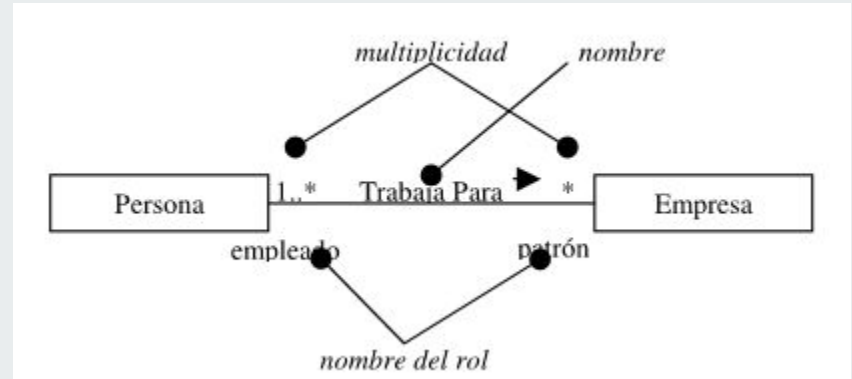 multiplicidad nombre
1..* Trabaja Para *
Persona Empresa
empleado patrón
nombre del rol